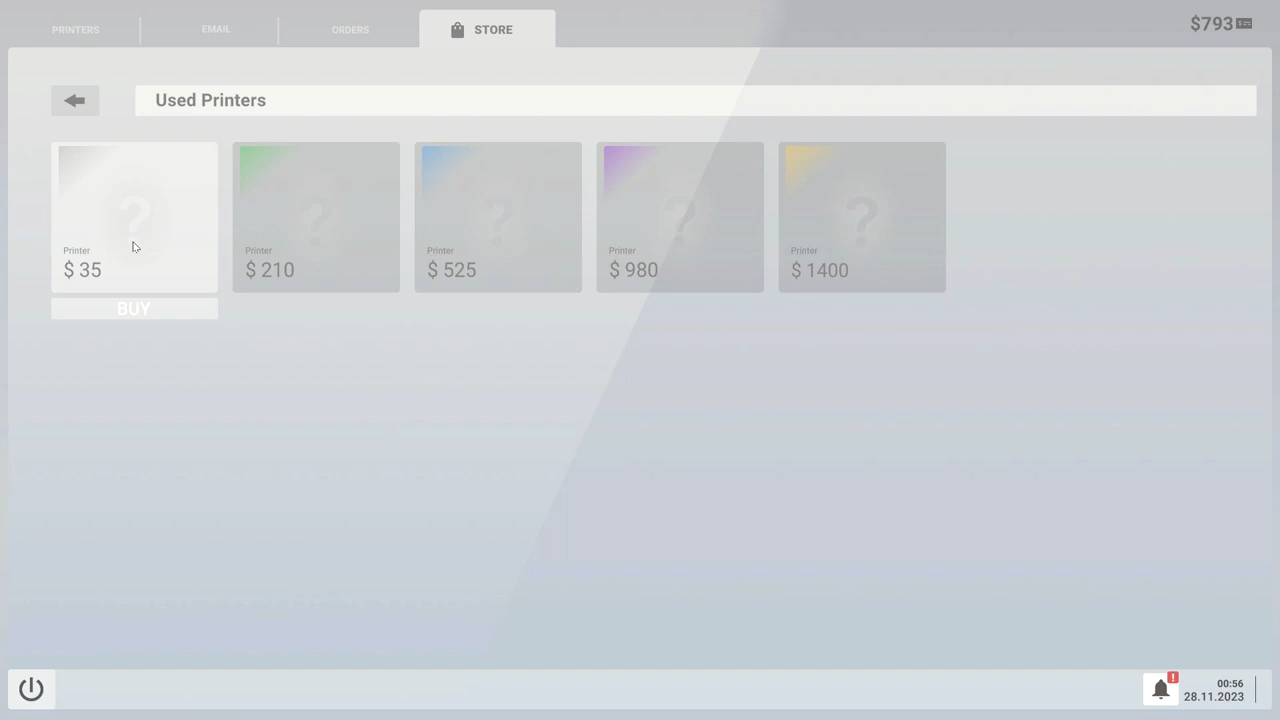 PRINTERS
EMAIL
ORDERS
STORE
$793
Used Printers
?
Printer
$ 35
BUY
?
Printer
$ 210
?
Printer
$ 525
?
Printer
$ 980
?
Printer
$ 1400
!
00:56
28.11.2023